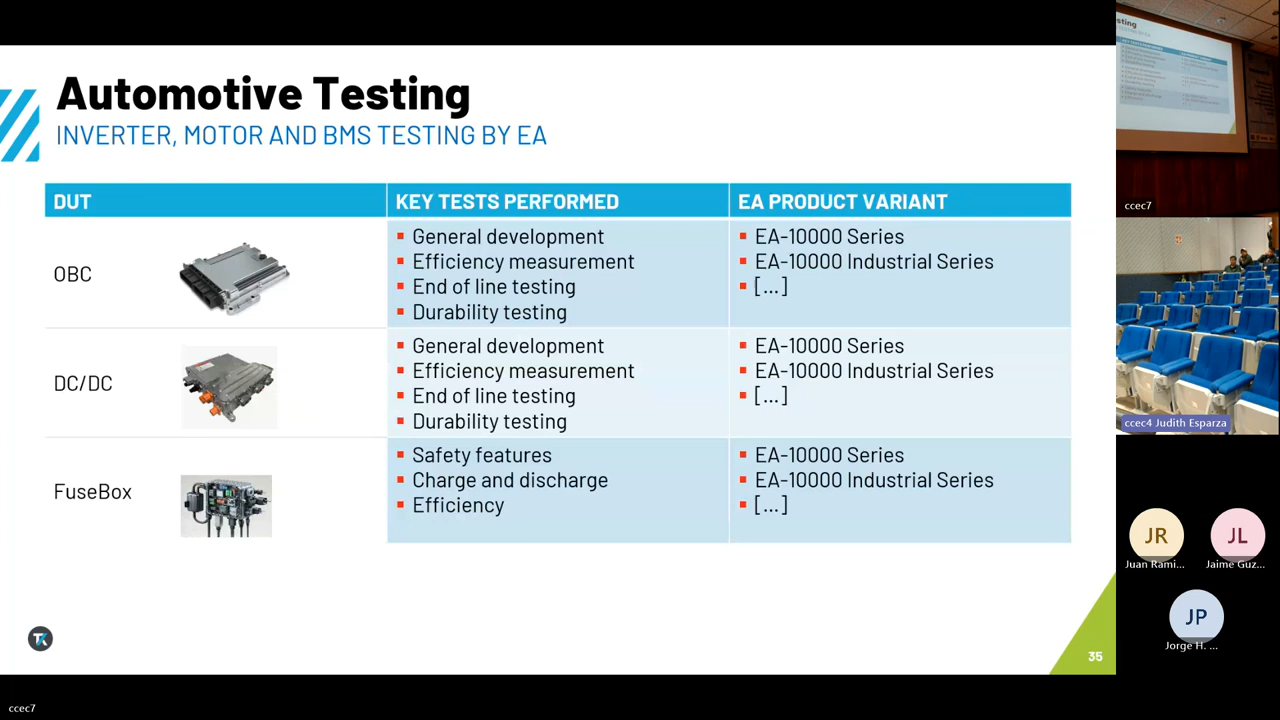 Automotive Testing
INVERTER, MOTOR AND BMS TESTING BY EA
DUT
KEY TESTS PERFORMED
EA PRODUCT VARIANT
OBC
General development
Efficiency measurement
End of line testing
Durability testing
EA-10000 Series
EA-10000 Industrial Series
[...]
DC/DC
General development
Efficiency measurement
End of line testing
Durability testing
EA-10000 Series
EA-10000 Industrial Series
[...]
FuseBox
Safety features
Charge and discharge
Efficiency
EA-10000 Series
EA-10000 Industrial Series
[...]
TK
35
ccec7
sting
ccec7
ccec4 Judith Esparza
JR
Juan Rami...
JL
Jaime Guz...
JP
Jorge H. ...